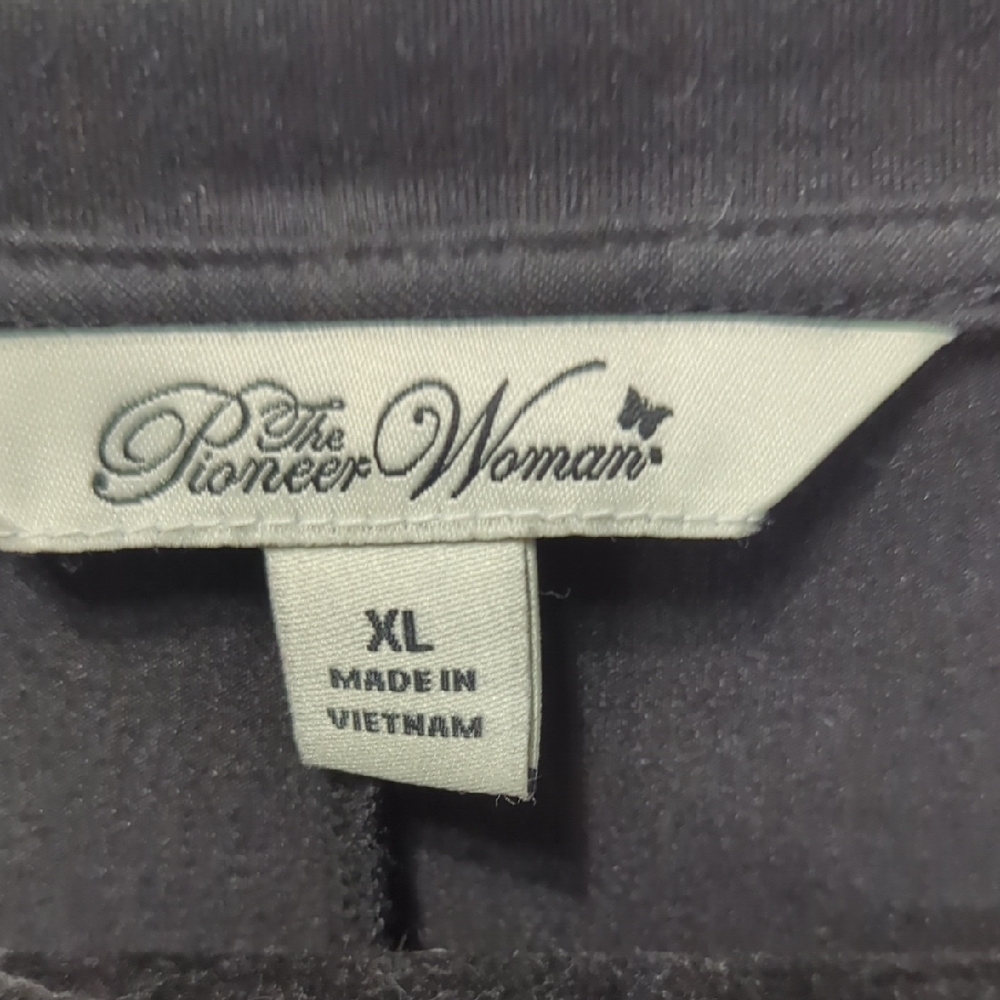 The
Pioneer Woman
XL
MADE IN
VIETNAM